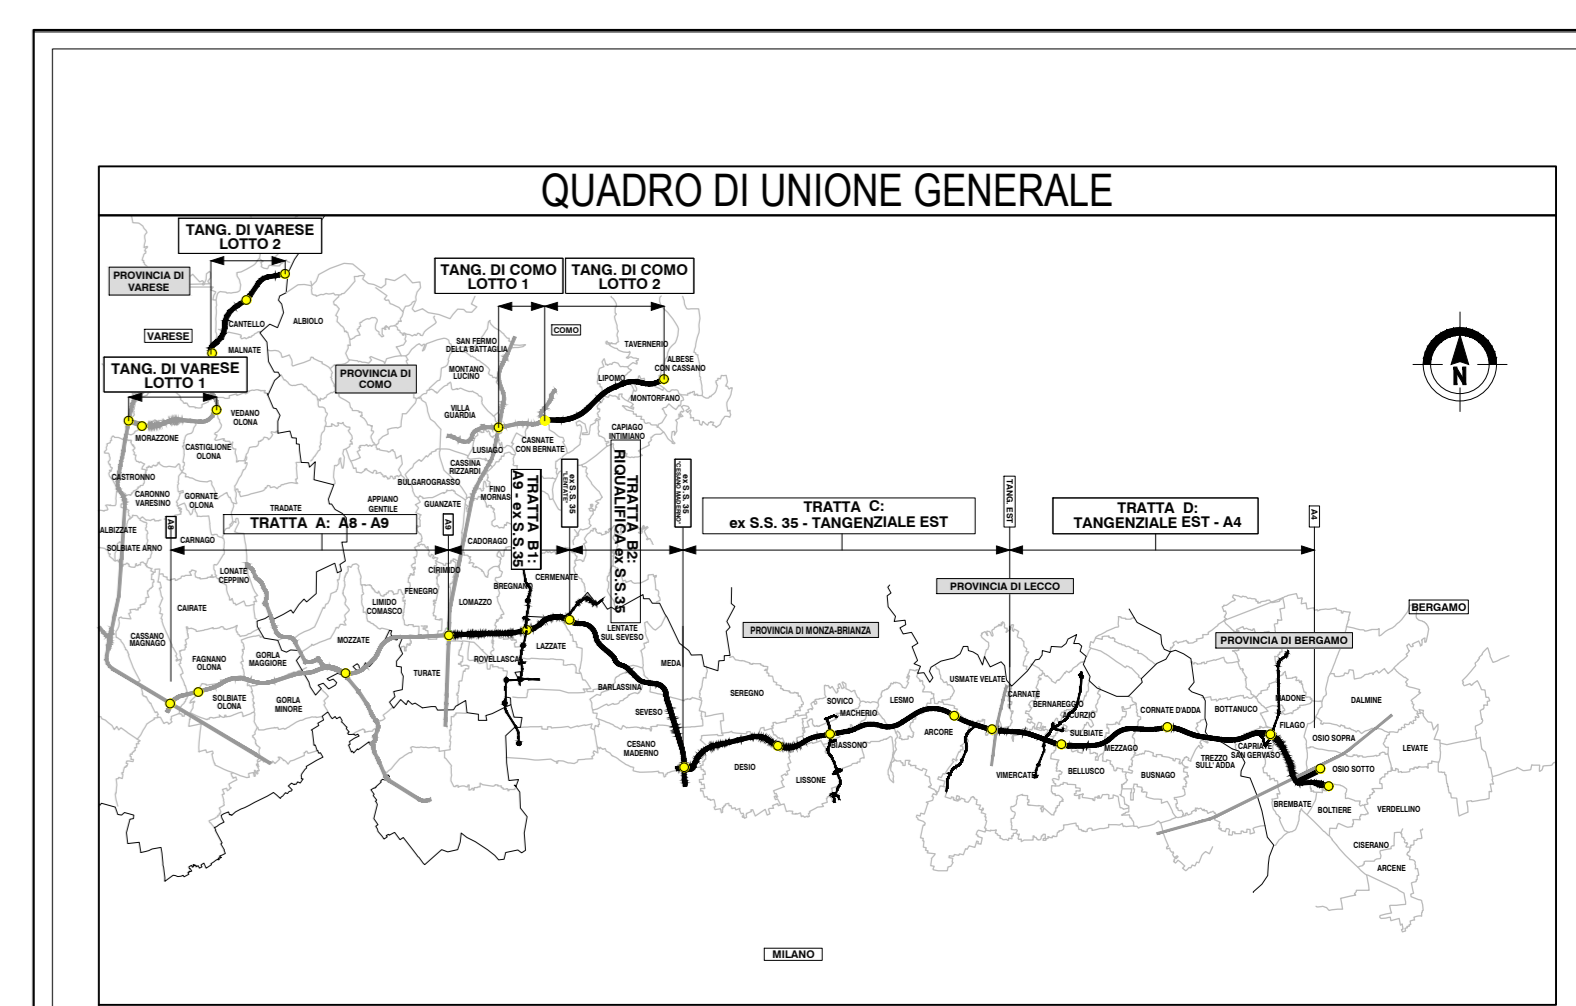 QUADRO DI UNIONE GENERALE
TANG. DI VARESE
LOTTO 2
PROVINCIA DI
VARESE
VARESE
CANTELLO
ALBIOLO
MALNATE
TANG. DI VARESE
LOTTO 1
PROVINCIA DI
COMO
TANG. DI COMO
LOTTO 1
TANG. DI COMO
LOTTO 2
COMO
SAN FERMO
DELLA BATTAGLIA
MONTANO
LUCINO
TAVERNERIO
ALBESE
CON CASSANO
LIPOMO
MONTORFANO
VILLA
GUARDIA
CAPIAGO
INTIMIANO
CASNATE
CON BERNATE
LUSIAGO
CASSINA
RIZZARDI
BULGAROGRASSO
FINO
MORNAS
GUANZATE
APPIANO
GENTILE
VEDANO
OLONA
MORAZZONE
CASTIGLIONE
OLONA
CASTRONNO
CARONNO
VARESINO
GORNATE
OLONA
TRADATE
ALBIZZATE
SOLBIATE ARNO
CARNAGO
A8
TRATTA A: A8 - A9
A9
TRATTA B1:
A9 - ex S.S.35
ex S.S. 35
"LENTATE"
TRATTA B2:
RIQUALIFICA ex S.S.35
ex S.S. 35
"CESANO MADERNO"
TRATTA C:
ex S.S. 35 - TANGENZIALE EST
TANG. EST
TRATTA D:
TANGENZIALE EST - A4
A4
N
CADORAGO
CIRIMIDO
LONATE
CEPPINO
FENEGRO
BREGNANO
CERMENATE
LIMIDO
COMASCO
LOMAZZO
CAIRATE
CASSANO
MAGNAGO
MOZZATE
LENTATE
SUL SEVESO
ROVELLASCA
LAZZATE
FAGNANO
OLONA
GORLA
MAGGIORE
TURATE
MEDA
BARLASSINA
SOLBIATE
OLONA
GORLA
MINORE
SEVESO
CESANO
MADERNO
PROVINCIA DI MONZA-BRIANZA
PROVINCIA DI LECCO
PROVINCIA DI BERGAMO
BERGAMO
SEREGNO
SOVICO
MACHERIO
LESMO
USMATE VELATE
CARNATE
BERNAREGGIO
SULBIATE
CORNATE D'ADDA
BOTTANUCO
MADONE
DALMINE
FILAGO
ARCORE
BIASSONO
DESIO
LISSONE
MEZZAGO
VIMERCATE
BELLUSCO
BUSNAGO
TREZZO
SULL' ADDA
CAPRIATE
SAN GERVASO
OSIO SOPRA
LEVATE
OSIO SOTTO
BREMBATE
BOLTIERE
VERDELLINO
CISERANO
ARCENE
MILANO